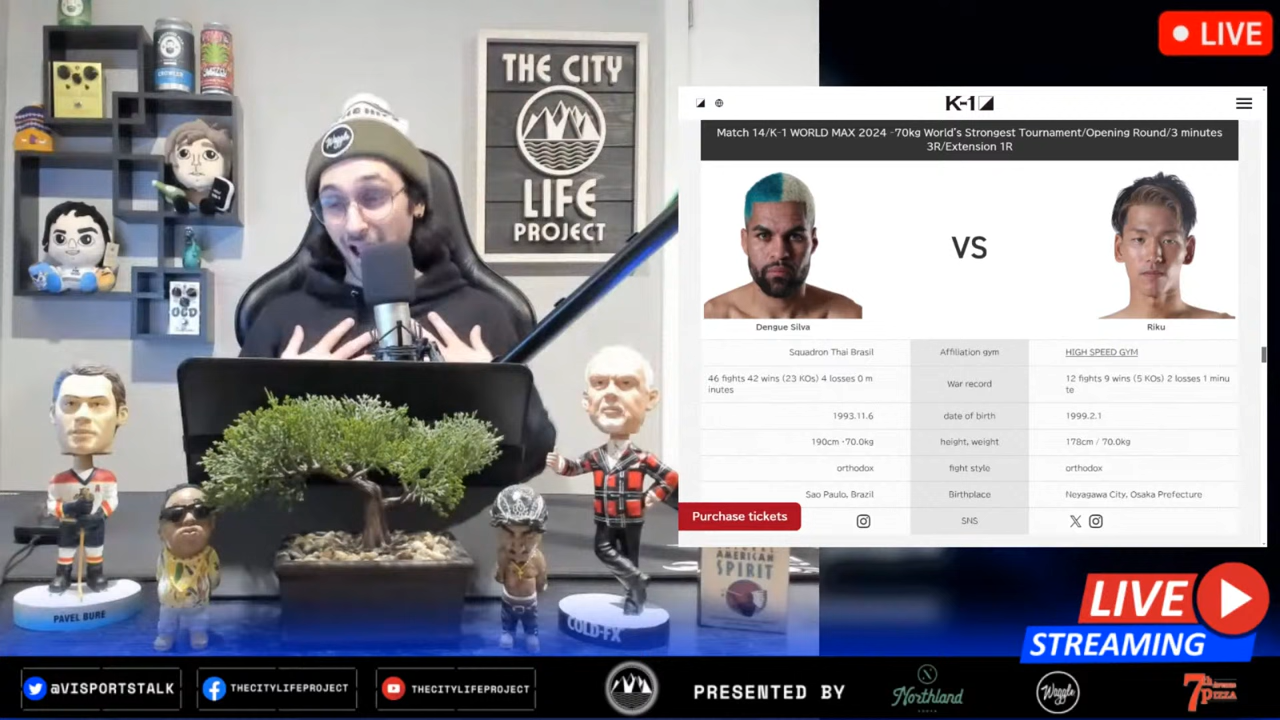 THE CITY
LIFE
PROJECT
Waggle
OCD
PAVEL BURE
COLD-FX
AMERICAN
SPIRIT
LIVE
K-1
Match 14/K-1 WORLD MAX 2024 -70kg World's Strongest Tournament/Opening Round/3 minutes
3R/Extension 1R
VS
Dengue Silva
Riku
Squadron Thai Brasil
Affiliation gym
HIGH SPEED GYM
46 fights 42 wins (23 KOs) 4 losses 0 m
inutes
War record
12 fights 9 wins (5 KOs) 2 losses 1 minu
te
1993.11.6
date of birth
1999.2.1
190cm ·70.0kg
height, weight
178cm / 70.0kg
orthodox
fight style
orthodox
Sao Paulo, Brazil
Birthplace
Neyagawa City, Osaka Prefecture
SNS
Purchase tickets
LIVE
STREAMING
@VISPORTSTALK
THECITYLIFEPROJECT
THECITYLIFEPROJECT
PRESENTED BY
Northland
Waggle
7th
PIZZA